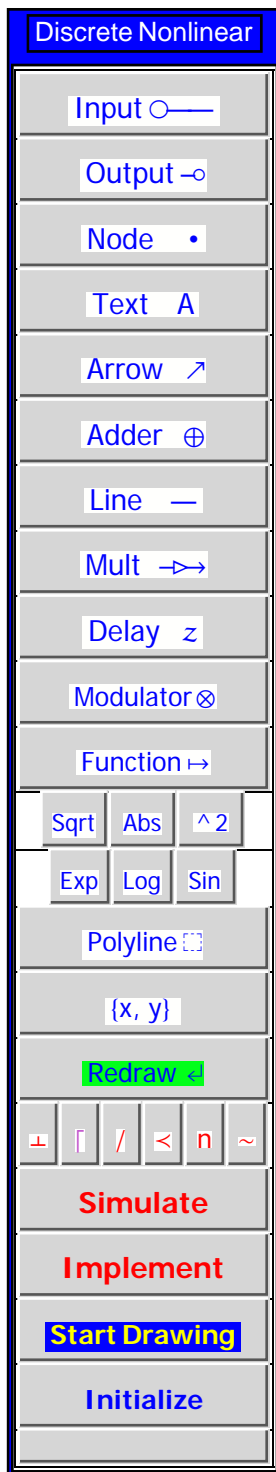 Discrete Nonlinear
Input ○──
Output ⊸
Node •
Text A
Arrow ↗
Adder ⊕
Line —
Mult -▷→
Delay z
Modulator ⊗
Function ↦
Sqrt Abs ^ 2
Exp Log Sin
Polyline ⬚
{x, y}
Redraw ↲
⊥ ⌈ / ≺ n ~
Simulate
Implement
Start Drawing
Initialize